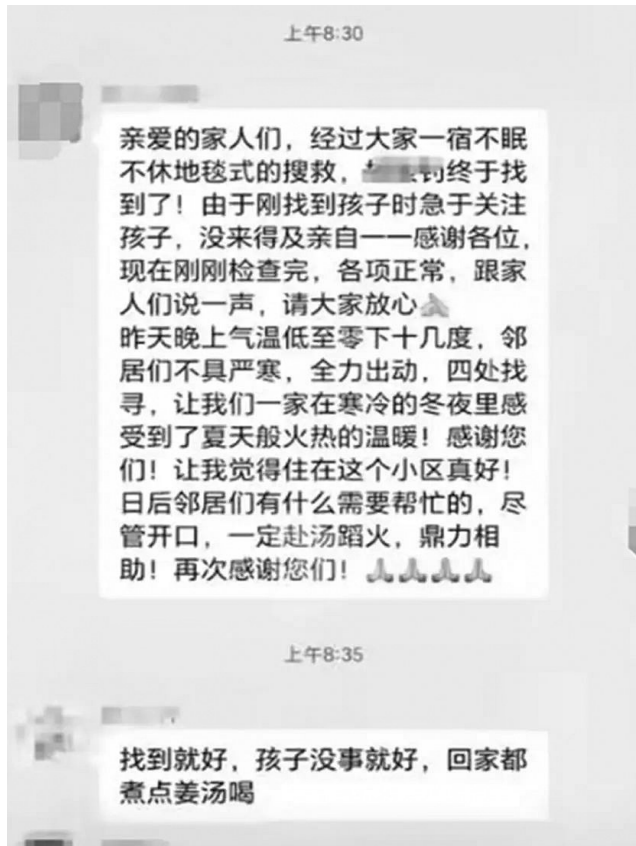 上午8:30
亲爱的家人们，经过大家一宿不眠
不休地毯式的搜救，钧终于找
到了！由于刚找到孩子时急于关注
孩子，没来得及亲自一一感谢各位，
现在刚刚检查完，各项正常，跟家
人们说一声，请大家放心🙏
昨天晚上气温低至零下十几度，邻
居们不具严寒，全力出动，四处找
寻，让我们一家在寒冷的冬夜里感
受到了夏天般火热的温暖！感谢您
们！让我觉得住在这个小区真好！
日后邻居们有什么需要帮忙的，尽
管开口，一定赴汤蹈火，鼎力相
助！再次感谢您们！🙏🙏🙏🙏
上午8:35
找到就好，孩子没事就好，回家都
煮点姜汤喝